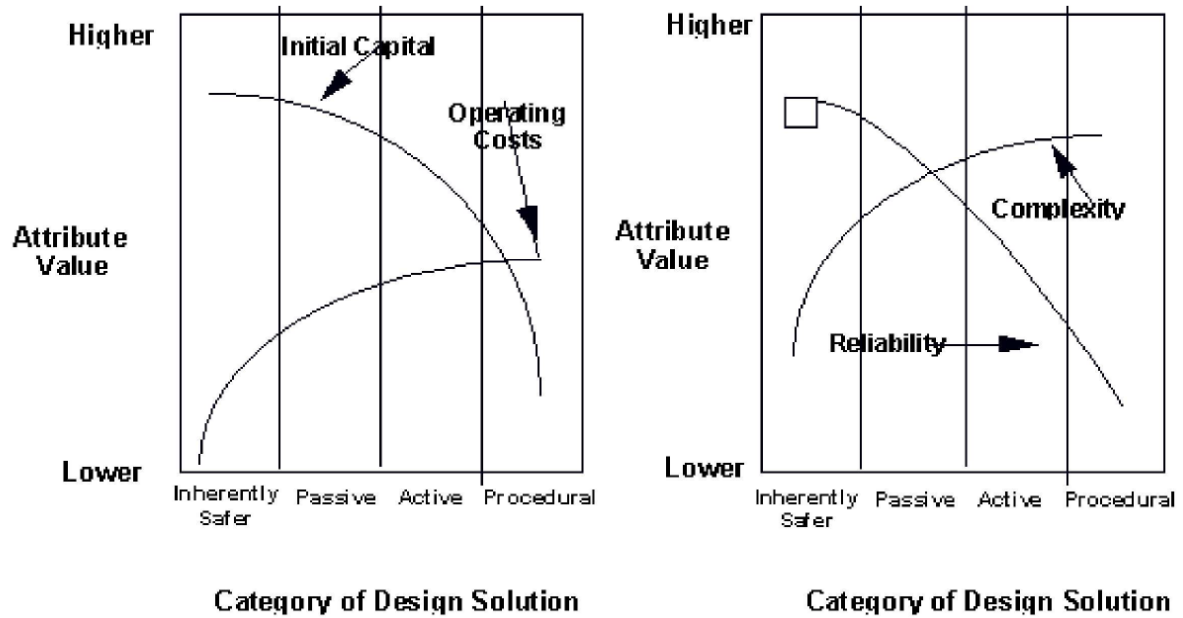 Higher
Initial Capital
Operating
Costs
Attribute
Value
Lower
Inherently
Safer
Passive
Active
Procedural
Category of Design Solution
Higher
Complexity
Attribute
Value
Reliability
Lower
Inherently
Safer
Passive
Active
Procedural
Category of Design Solution